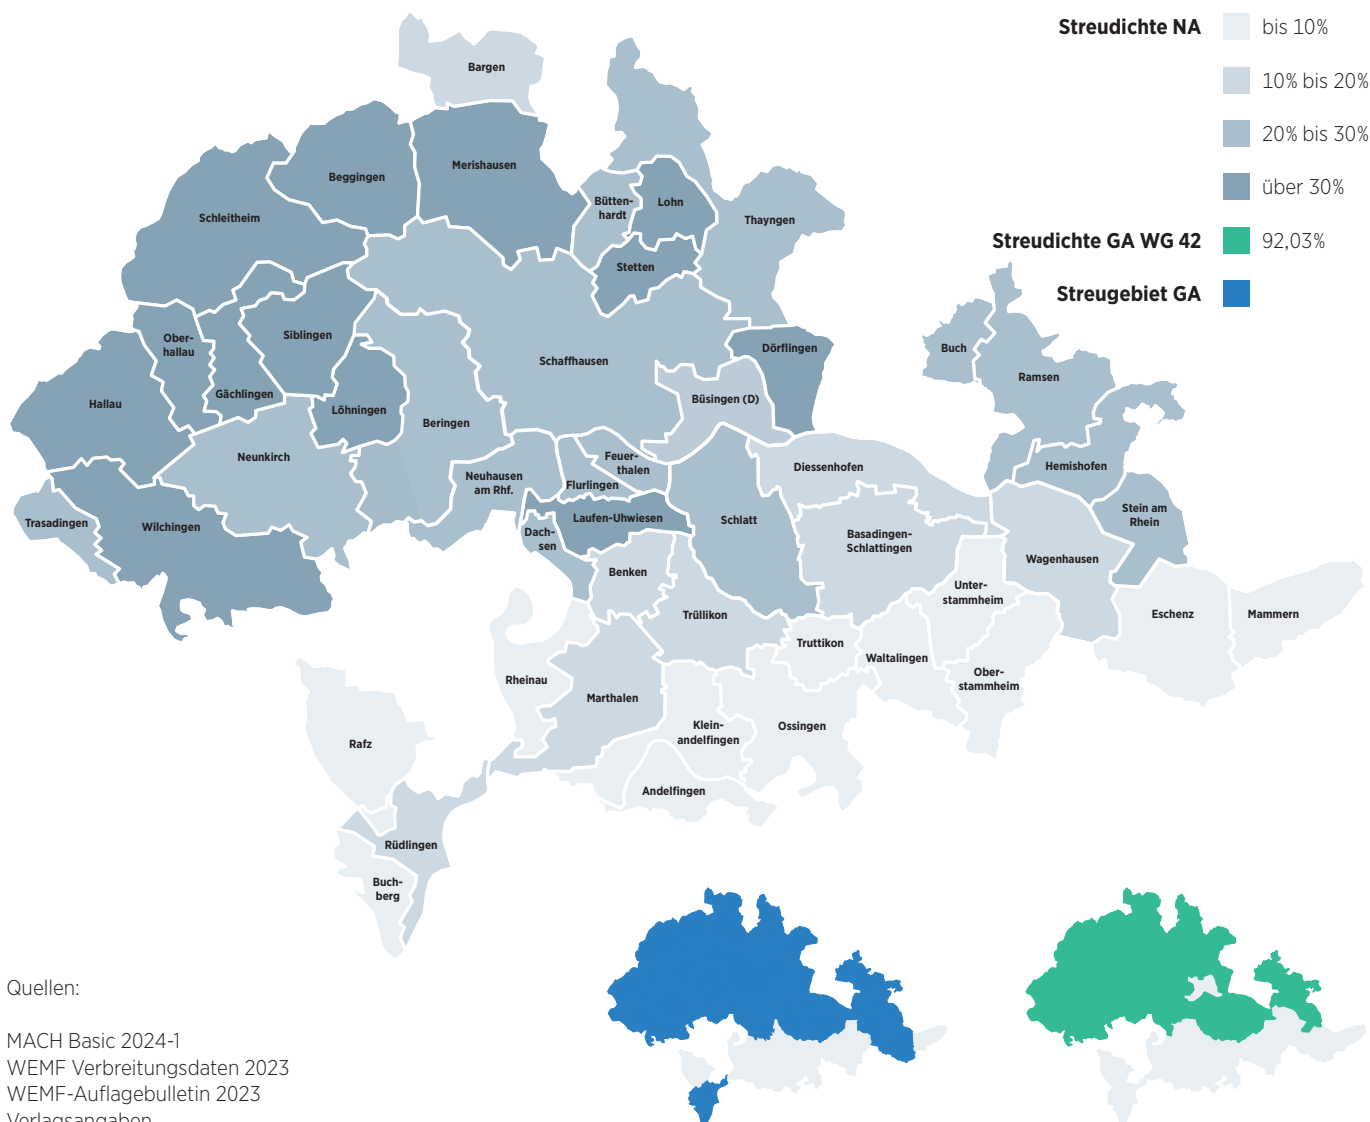 Streudichte NA
bis 10%
10% bis 20%
20% bis 30%
über 30%
Streudichte GA WG 42
92,03%
Streugebiet GA
Bargen
Merishausen
Beggingen
Schleitheim
Bütten-
hardt
Lohn
Thayngen
Stetten
Ober-
hallau
Siblingen
Gächlingen
Hallau
Löhningen
Beringen
Schaffhausen
Büsingen (D)
Dörflingen
Buch
Ramsen
Hemishofen
Stein am
Rhein
Neunkirch
Neuhausen
am Rhf.
Feuer-
thalen
Flurlingen
Laufen-Uhwiesen
Dach-
sen
Schlatt
Diessenhofen
Basadingen-
Schlattingen
Wagenhausen
Trasadingen
Wilchingen
Benken
Trüllikon
Unter-
stammheim
Eschenz
Mammern
Truttikon
Waltalingen
Ober-
stammheim
Rheinau
Marthalen
Klein-
andelfingen
Ossingen
Andelfingen
Rafz
Rüdlingen
Buch-
berg
Quellen:
MACH Basic 2024-1
WEMF Verbreitungsdaten 2023
WEMF-Auflagebulletin 2023
Verlagsangaben